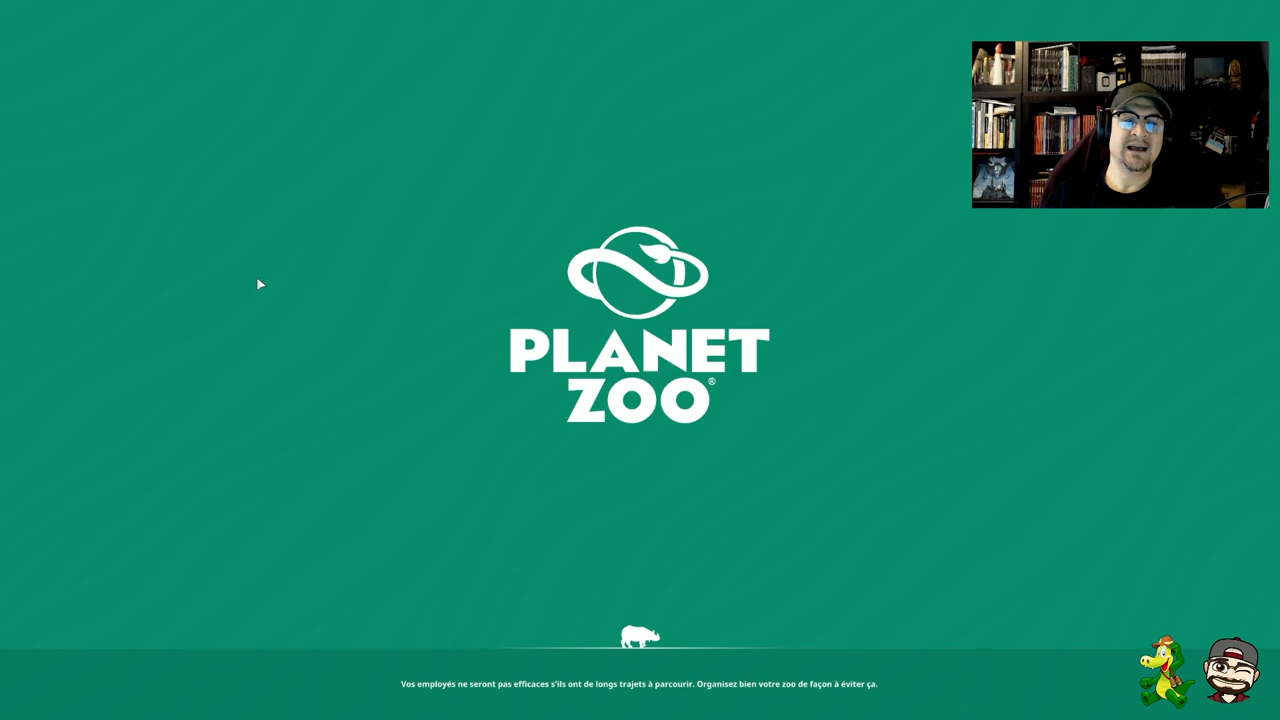 PLANET
ZOO®
Vos employés ne seront pas efficaces s'ils ont de longs trajets à parcourir. Organisez bien votre zoo de façon à éviter ça.